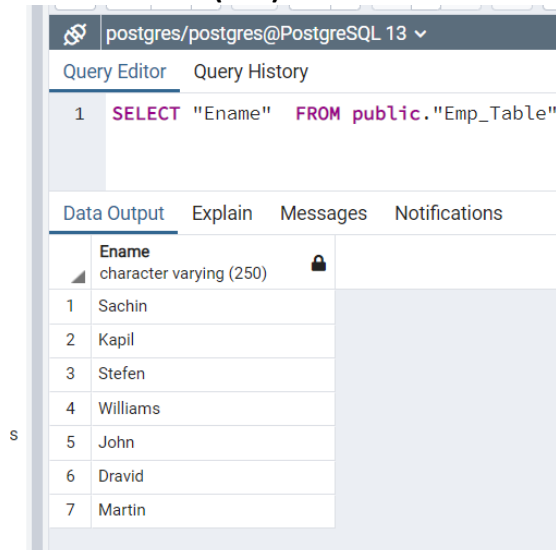 postgres/postgres@PostgreSQL 13
Query Editor Query History
1 SELECT "Ename" FROM public."Emp_Table"
Data Output Explain Messages Notifications
Ename
character varying (250)
1 Sachin
2 Kapil
3 Stefen
4 Williams
s
5 John
6 Dravid
7 Martin